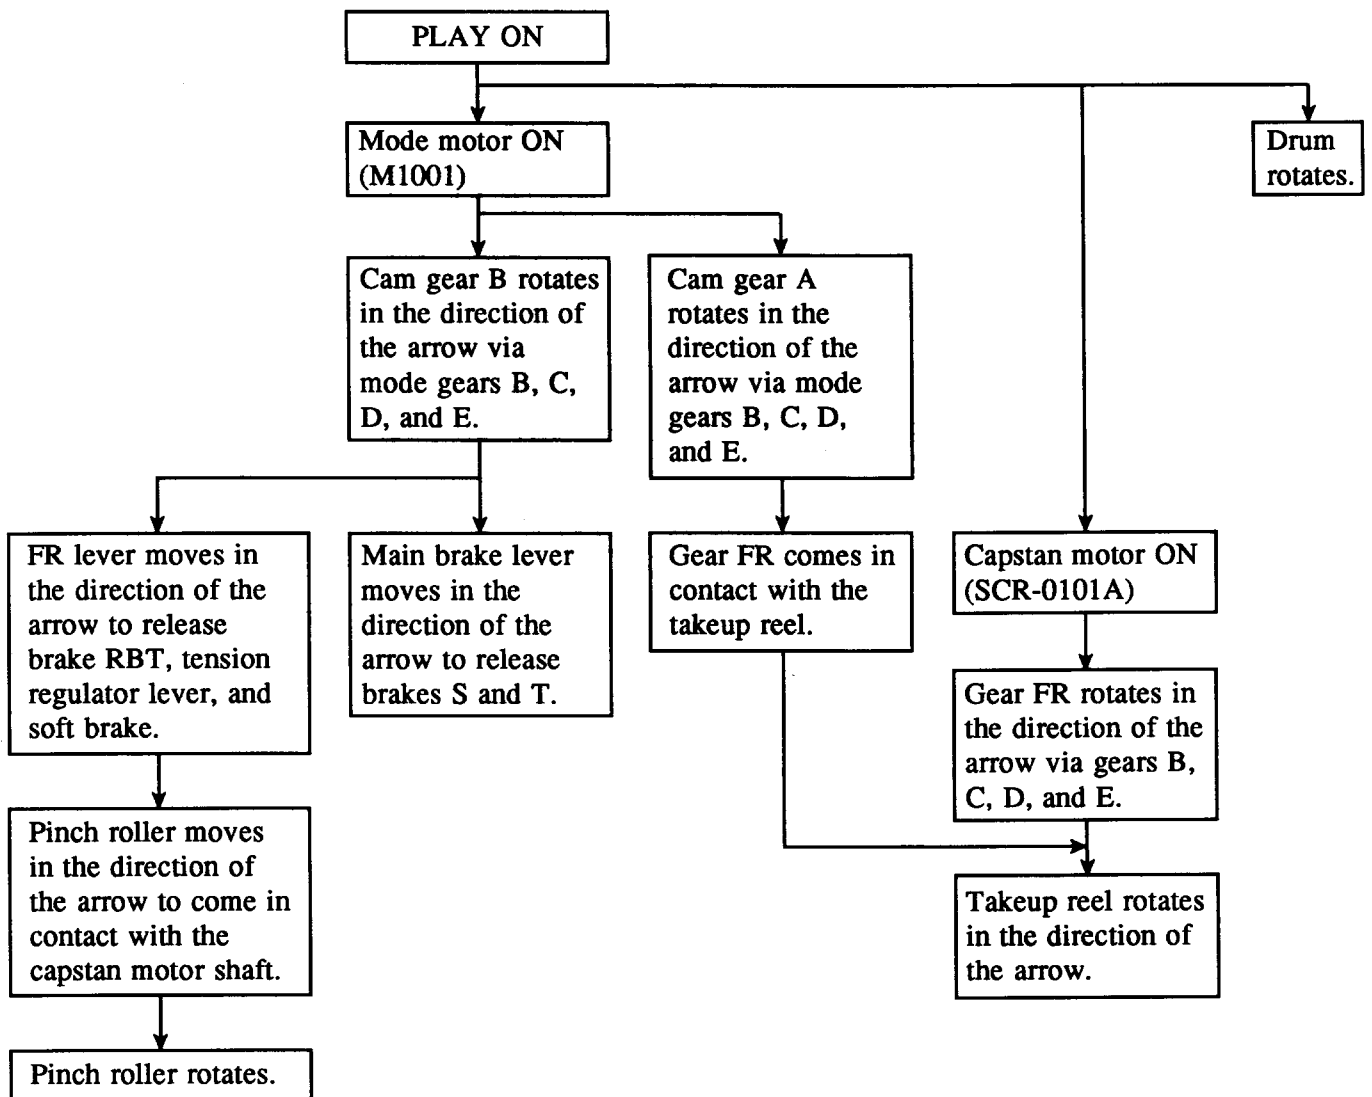 PLAY ON
Mode motor ON
(M1001)
Drum
rotates.
Cam gear B rotates
in the direction of
the arrow via
mode gears B, C,
D, and E.
Cam gear A
rotates in the
direction of the
arrow via mode
gears B, C, D,
and E.
FR lever moves in
the direction of the
arrow to release
brake RBT, tension
regulator lever, and
soft brake.
Main brake lever
moves in the
direction of the
arrow to release
brakes S and T.
Gear FR comes in
contact with the
takeup reel.
Capstan motor ON
(SCR-0101A)
Gear FR rotates in
the direction of the
arrow via gears B,
C, D, and E.
Pinch roller moves
in the direction of
the arrow to come in
contact with the
capstan motor shaft.
Takeup reel rotates
in the direction of
the arrow.
Pinch roller rotates.